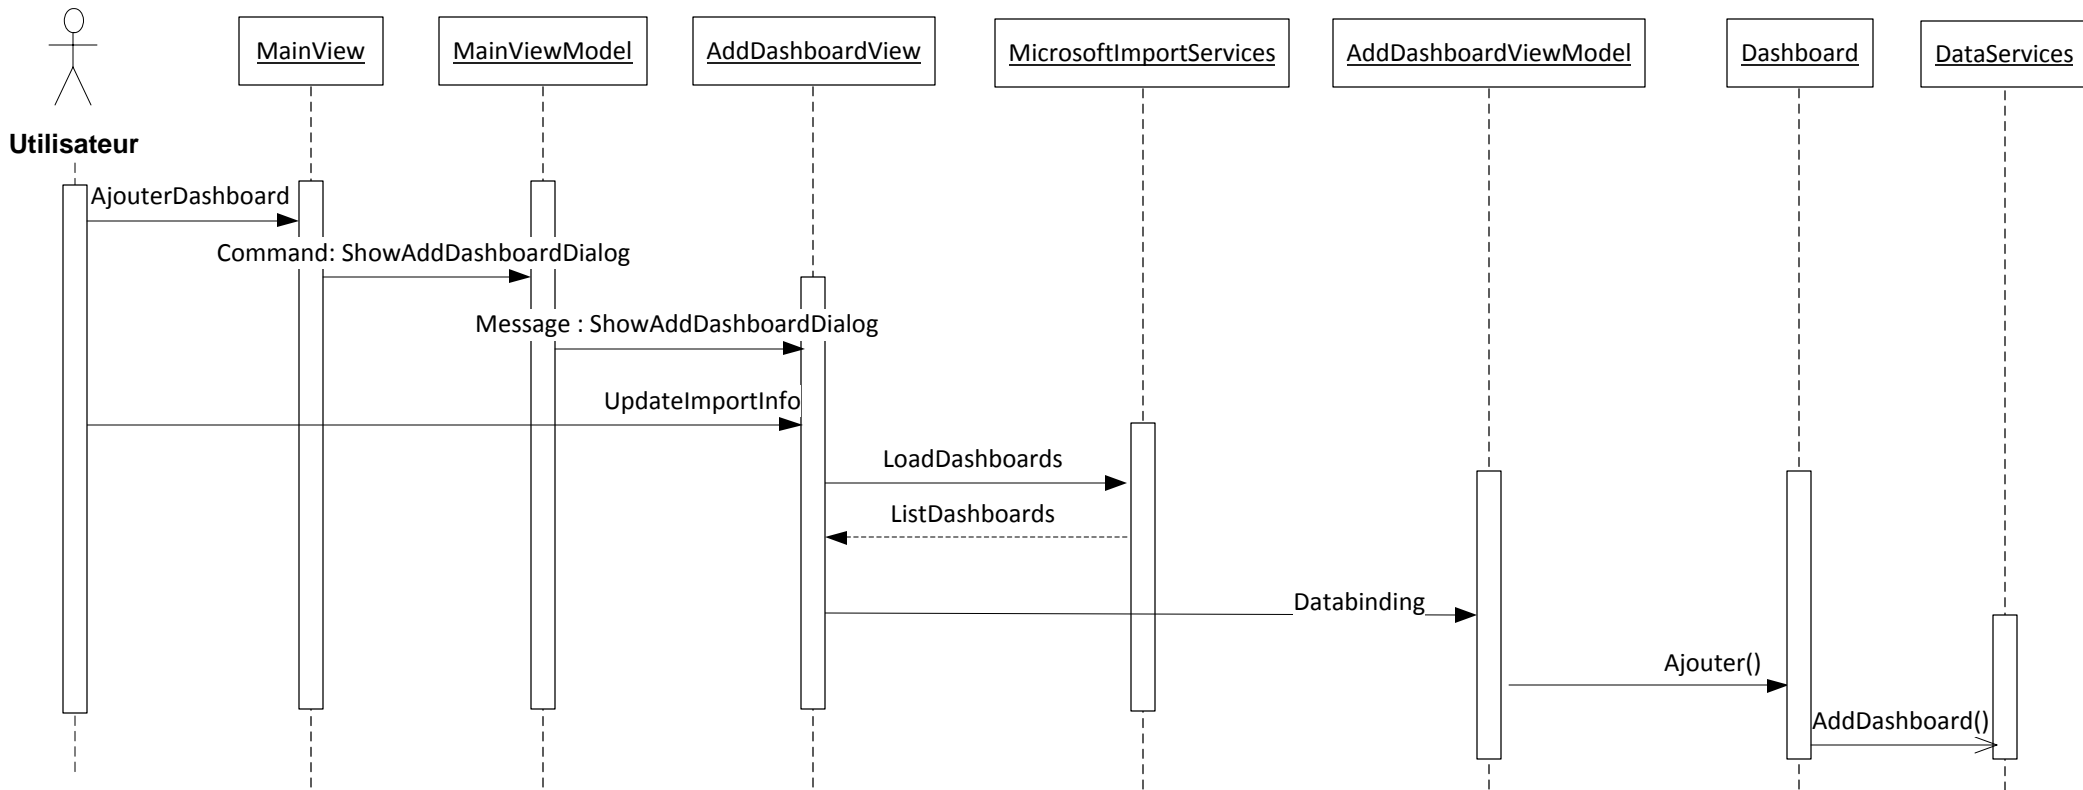 MainView
MainViewModel
AddDashboardView
MicrosoftImportServices
AddDashboardViewModel
Dashboard
DataServices
Utilisateur
AjouterDashboard
Command: ShowAddDashboardDialog
Message : ShowAddDashboardDialog
UpdateImportInfo
LoadDashboards
ListDashboards
Databinding
Ajouter()
AddDashboard()